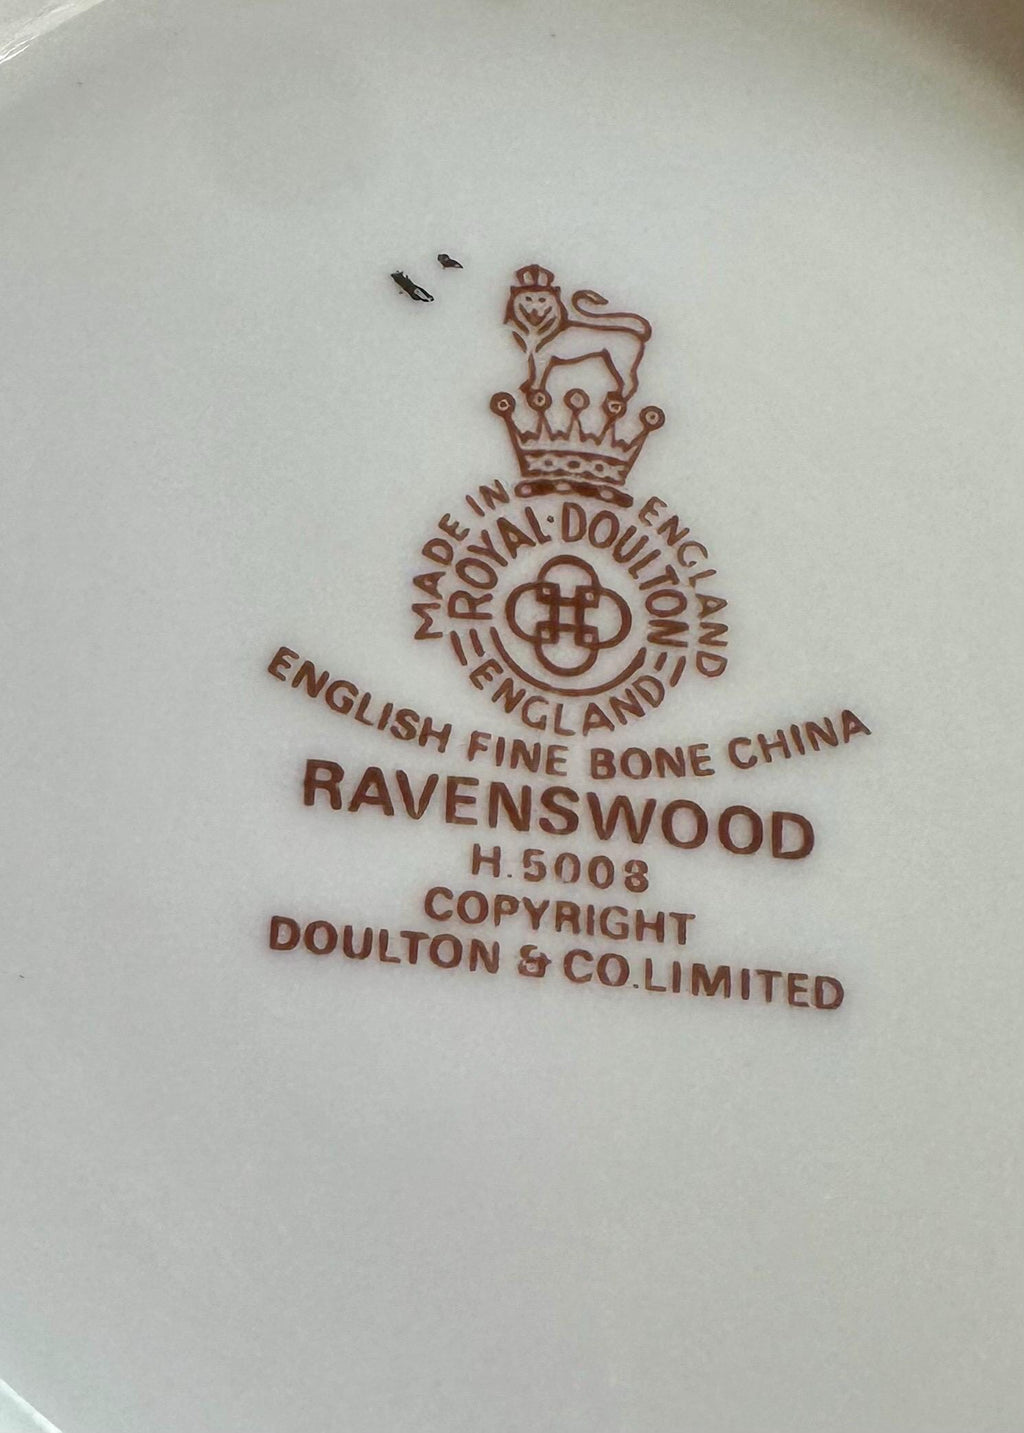 MADE IN ENGLAND
ROYAL·DOULTON
ENGLAND
ENGLISH FINE BONE CHINA
RAVENSWOOD
H.5008
COPYRIGHT
DOULTON & CO.LIMITED